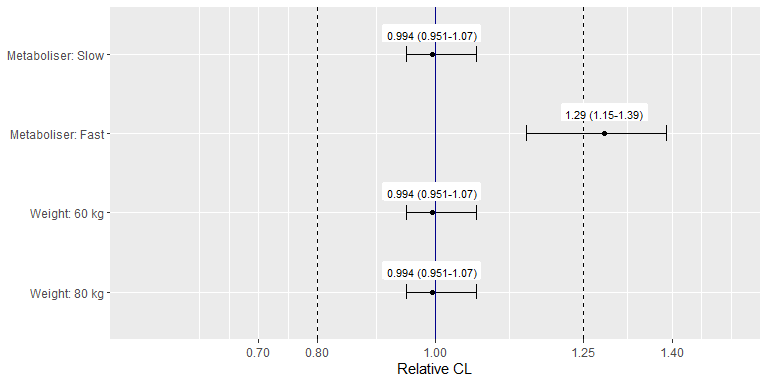 0.994 (0.951-1.07)
Metaboliser: Slow
1.29 (1.15-1.39)
Metaboliser: Fast
0.994 (0.951-1.07)
Weight: 60 kg
0.994 (0.951-1.07)
Weight: 80 kg
0.70 0.80 1.00 1.25 1.40
Relative CL